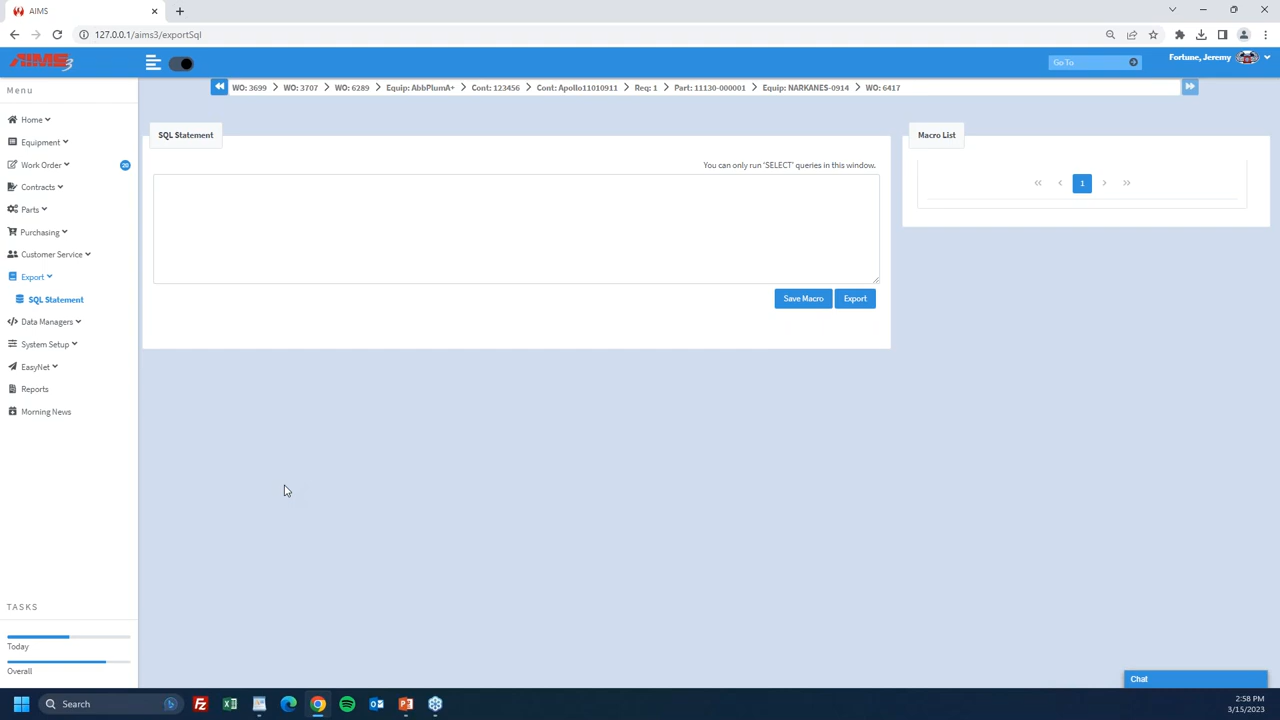 AIMS
127.0.0.1/aims3/exportSql
AIMS3
Go To
Fortune, Jeremy
Menu
WO: 3699 > WO: 3707 > WO: 6289 > Equip: AbbPlumA+ > Cont: 123456 > Cont: Apollo11010911 > Req: 1 > Part: 11130-000001 > Equip: NARKANES-0914 > WO: 6417
Home
Equipment
Work Order 20
Contracts
Parts
Purchasing
Customer Service
Export
SQL Statement
Data Managers
System Setup
EasyNet
Reports
Morning News
SQL Statement
You can only run 'SELECT' queries in this window.
Save Macro Export
Macro List
« ‹ 1 › »
TASKS
Today
Overall
Chat
Search
2:58 PM
3/15/2023